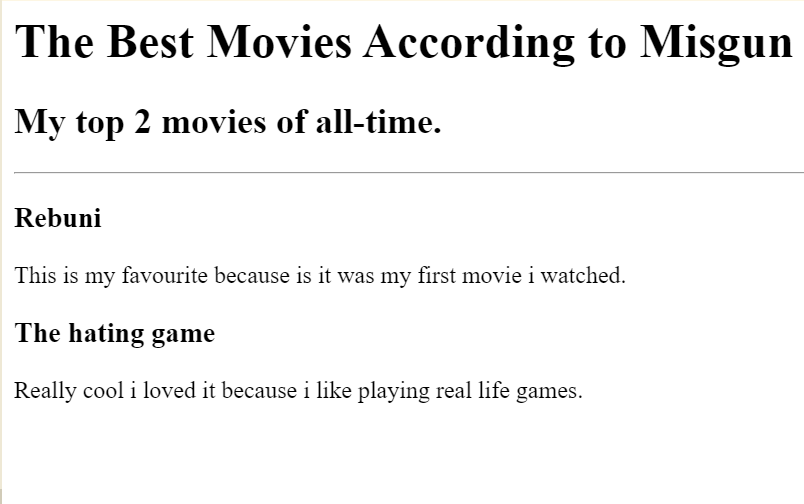 The Best Movies According to Misgun
My top 2 movies of all-time.
Rebuni
This is my favourite because is it was my first movie i watched.
The hating game
Really cool i loved it because i like playing real life games.